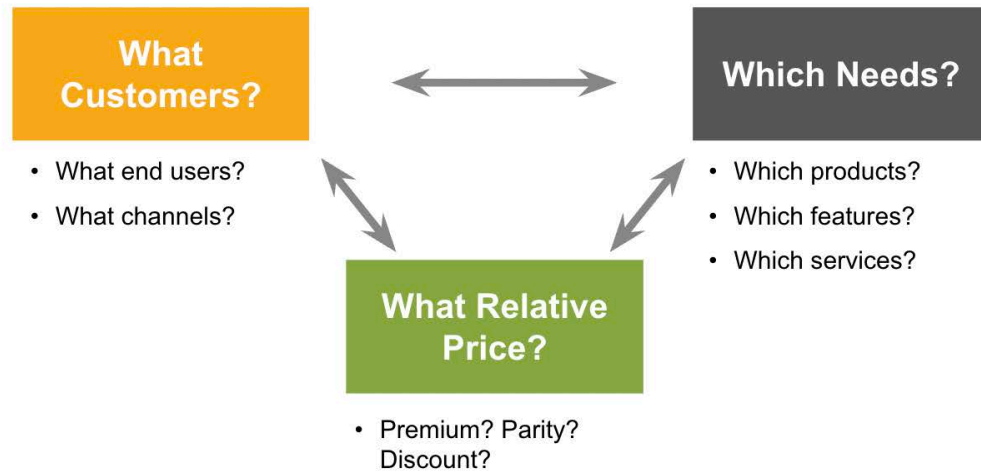 What
Customers?
• What end users?
• What channels?
Which Needs?
• Which products?
• Which features?
• Which services?
What Relative
Price?
• Premium? Parity?
Discount?